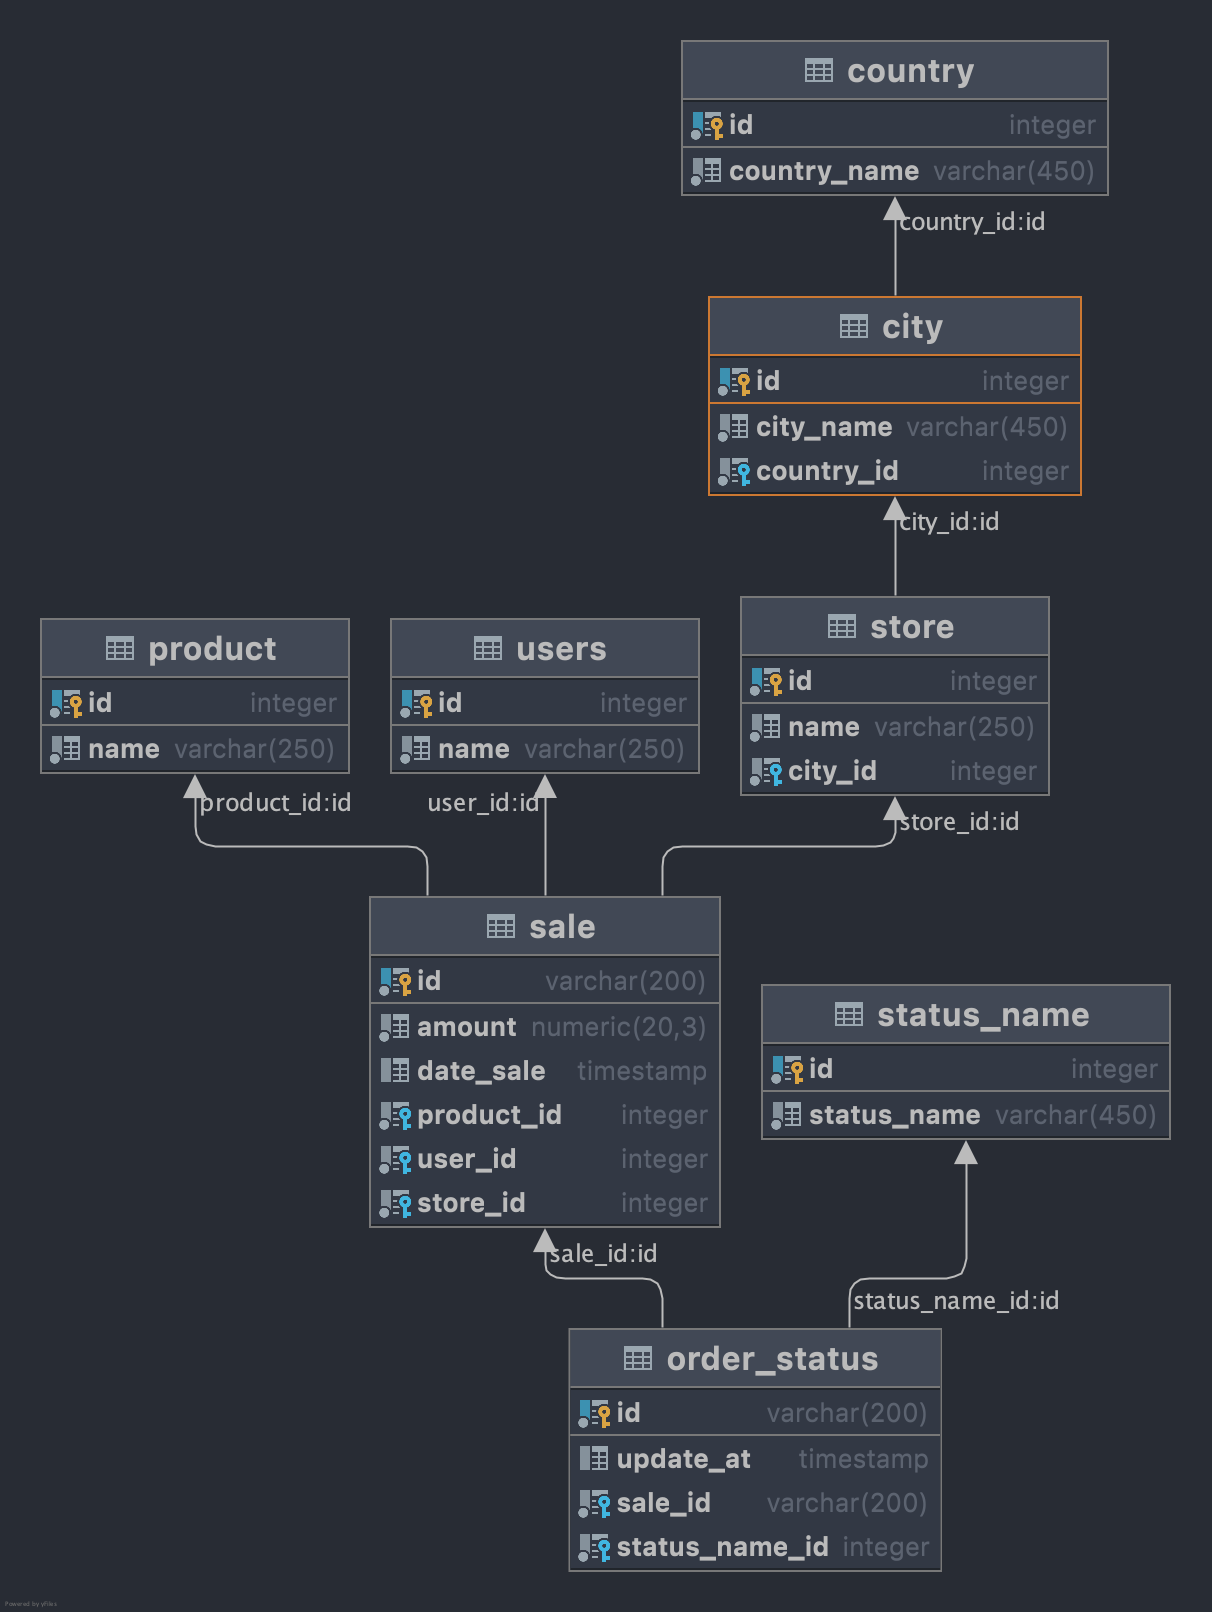 country
id integer
country_name varchar(450)
country_id:id
city
id integer
city_name varchar(450)
country_id integer
city_id:id
product
id integer
name varchar(250)
product_id:id
users
id integer
name varchar(250)
user_id:id
store
id integer
name varchar(250)
city_id integer
store_id:id
sale
id varchar(200)
amount numeric(20,3)
date_sale timestamp
product_id integer
user_id integer
store_id integer
sale_id:id
status_name
id integer
status_name varchar(450)
status_name_id:id
order_status
id varchar(200)
update_at timestamp
sale_id varchar(200)
status_name_id integer
Powered by yFiles